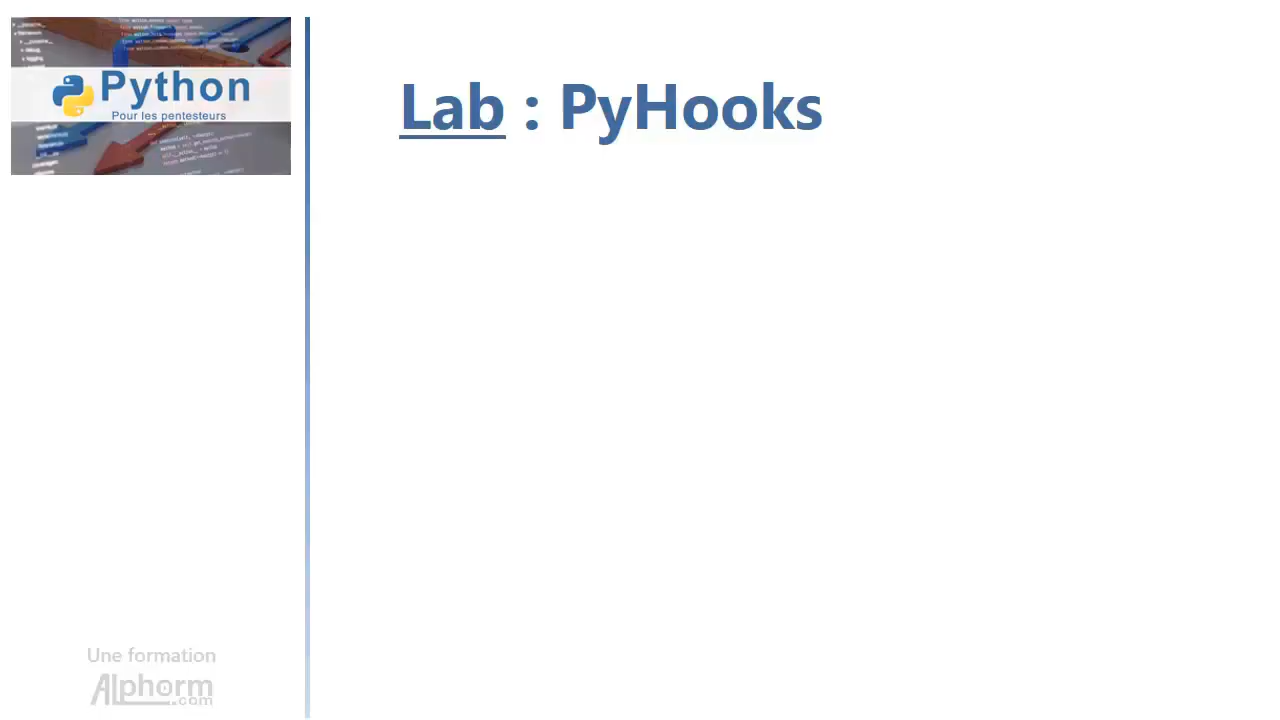 Python
Pour les pentesteurs
Lab : PyHooks
Une formation
Alphorm
.com